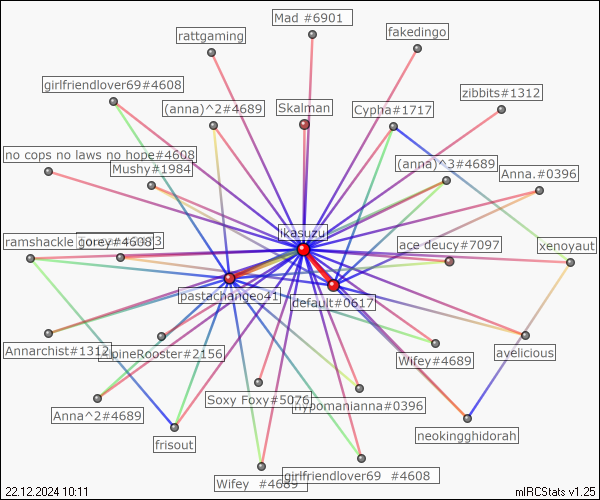 Mad #6901
fakedingo
rattgaming
girlfriendlover69#4608
zibbits#1312
(anna)^2#4689
Skalman
Cypha#1717
no cops no laws no hope#4608
Mushy#1984
(anna)^3#4689
Anna.#0396
ikasuzu
ramshackle gorey#4608
ace deucy#7097
xenoyaut
pastachangeo41
default#0617
Annarchist#1312
pineRooster#2156
Wifey#4689
avelicious
Anna^2#4689
Soxy Foxy#5076
hypomanianna#0396
neokingghidorah
frisout
Wifey #4689
girlfriendlover69 #4608
22.12.2024 10:11
mIRCStats v1.25